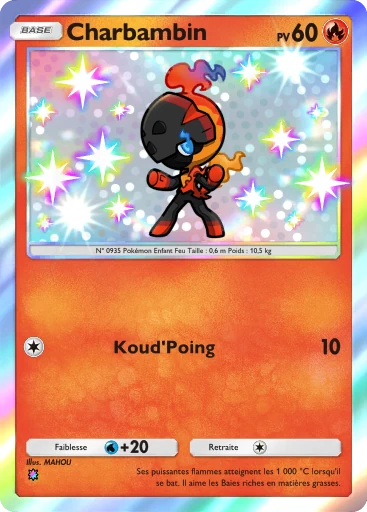 BASE Charbambin PV 60
N° 0935 Pokémon Enfant Feu Taille : 0,6 m Poids : 10,5 kg
Koud'Poing 10
Faiblesse +20 Retraite
Illus. MAHOU
Ses puissantes flammes atteignent les 1 000 °C lorsqu'il
se bat. Il aime les Baies riches en matières grasses.